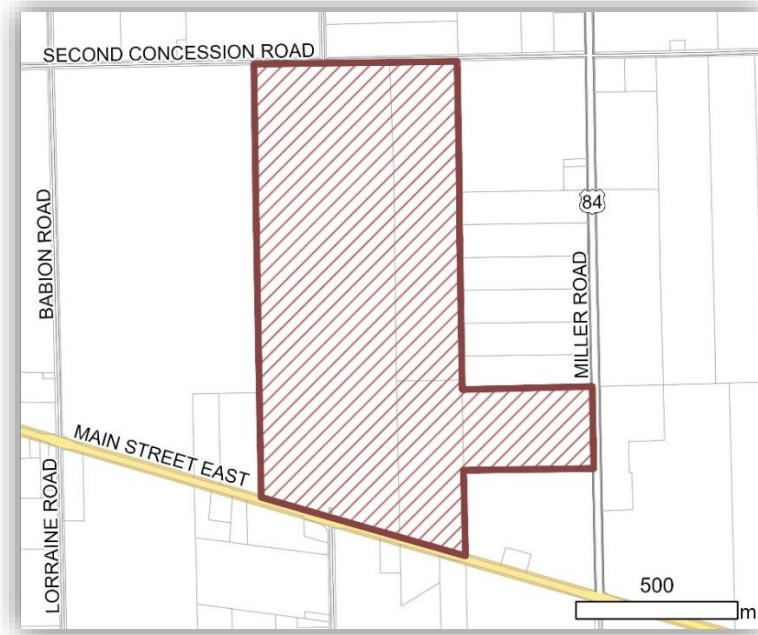 SECOND CONCESSION ROAD
BABION ROAD
84
MILLER ROAD
MAIN STREET EAST
LORRAINE ROAD
500
m